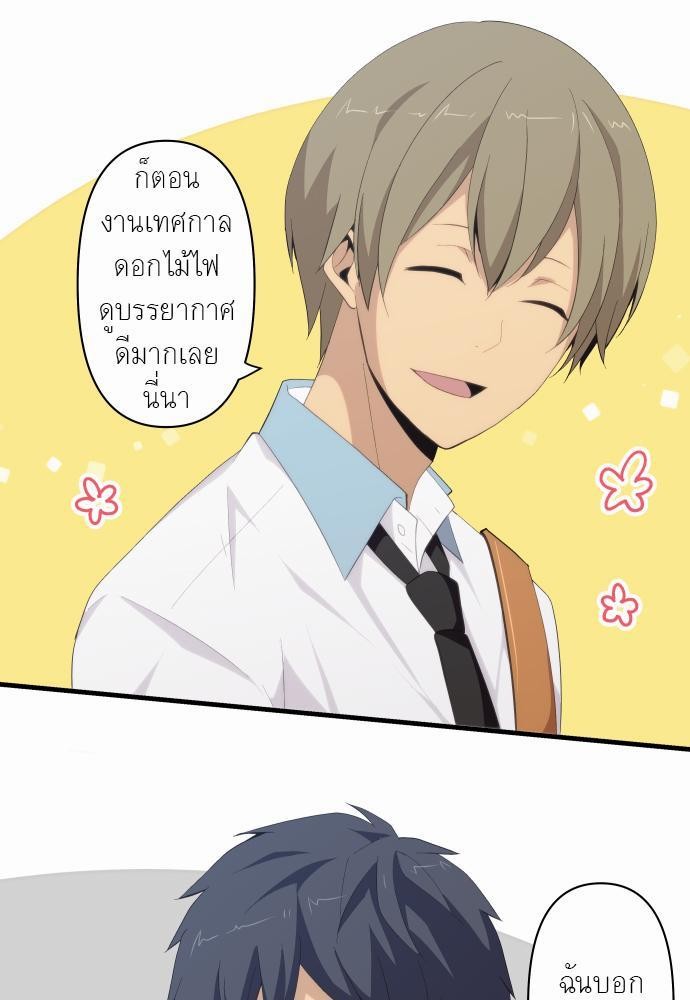 ก็ตอน
งานเทศกาล
ดอกไม้ไฟ
ดูบรรยากาศ
ดีมากเลย
นี่นา
ฉันบอก